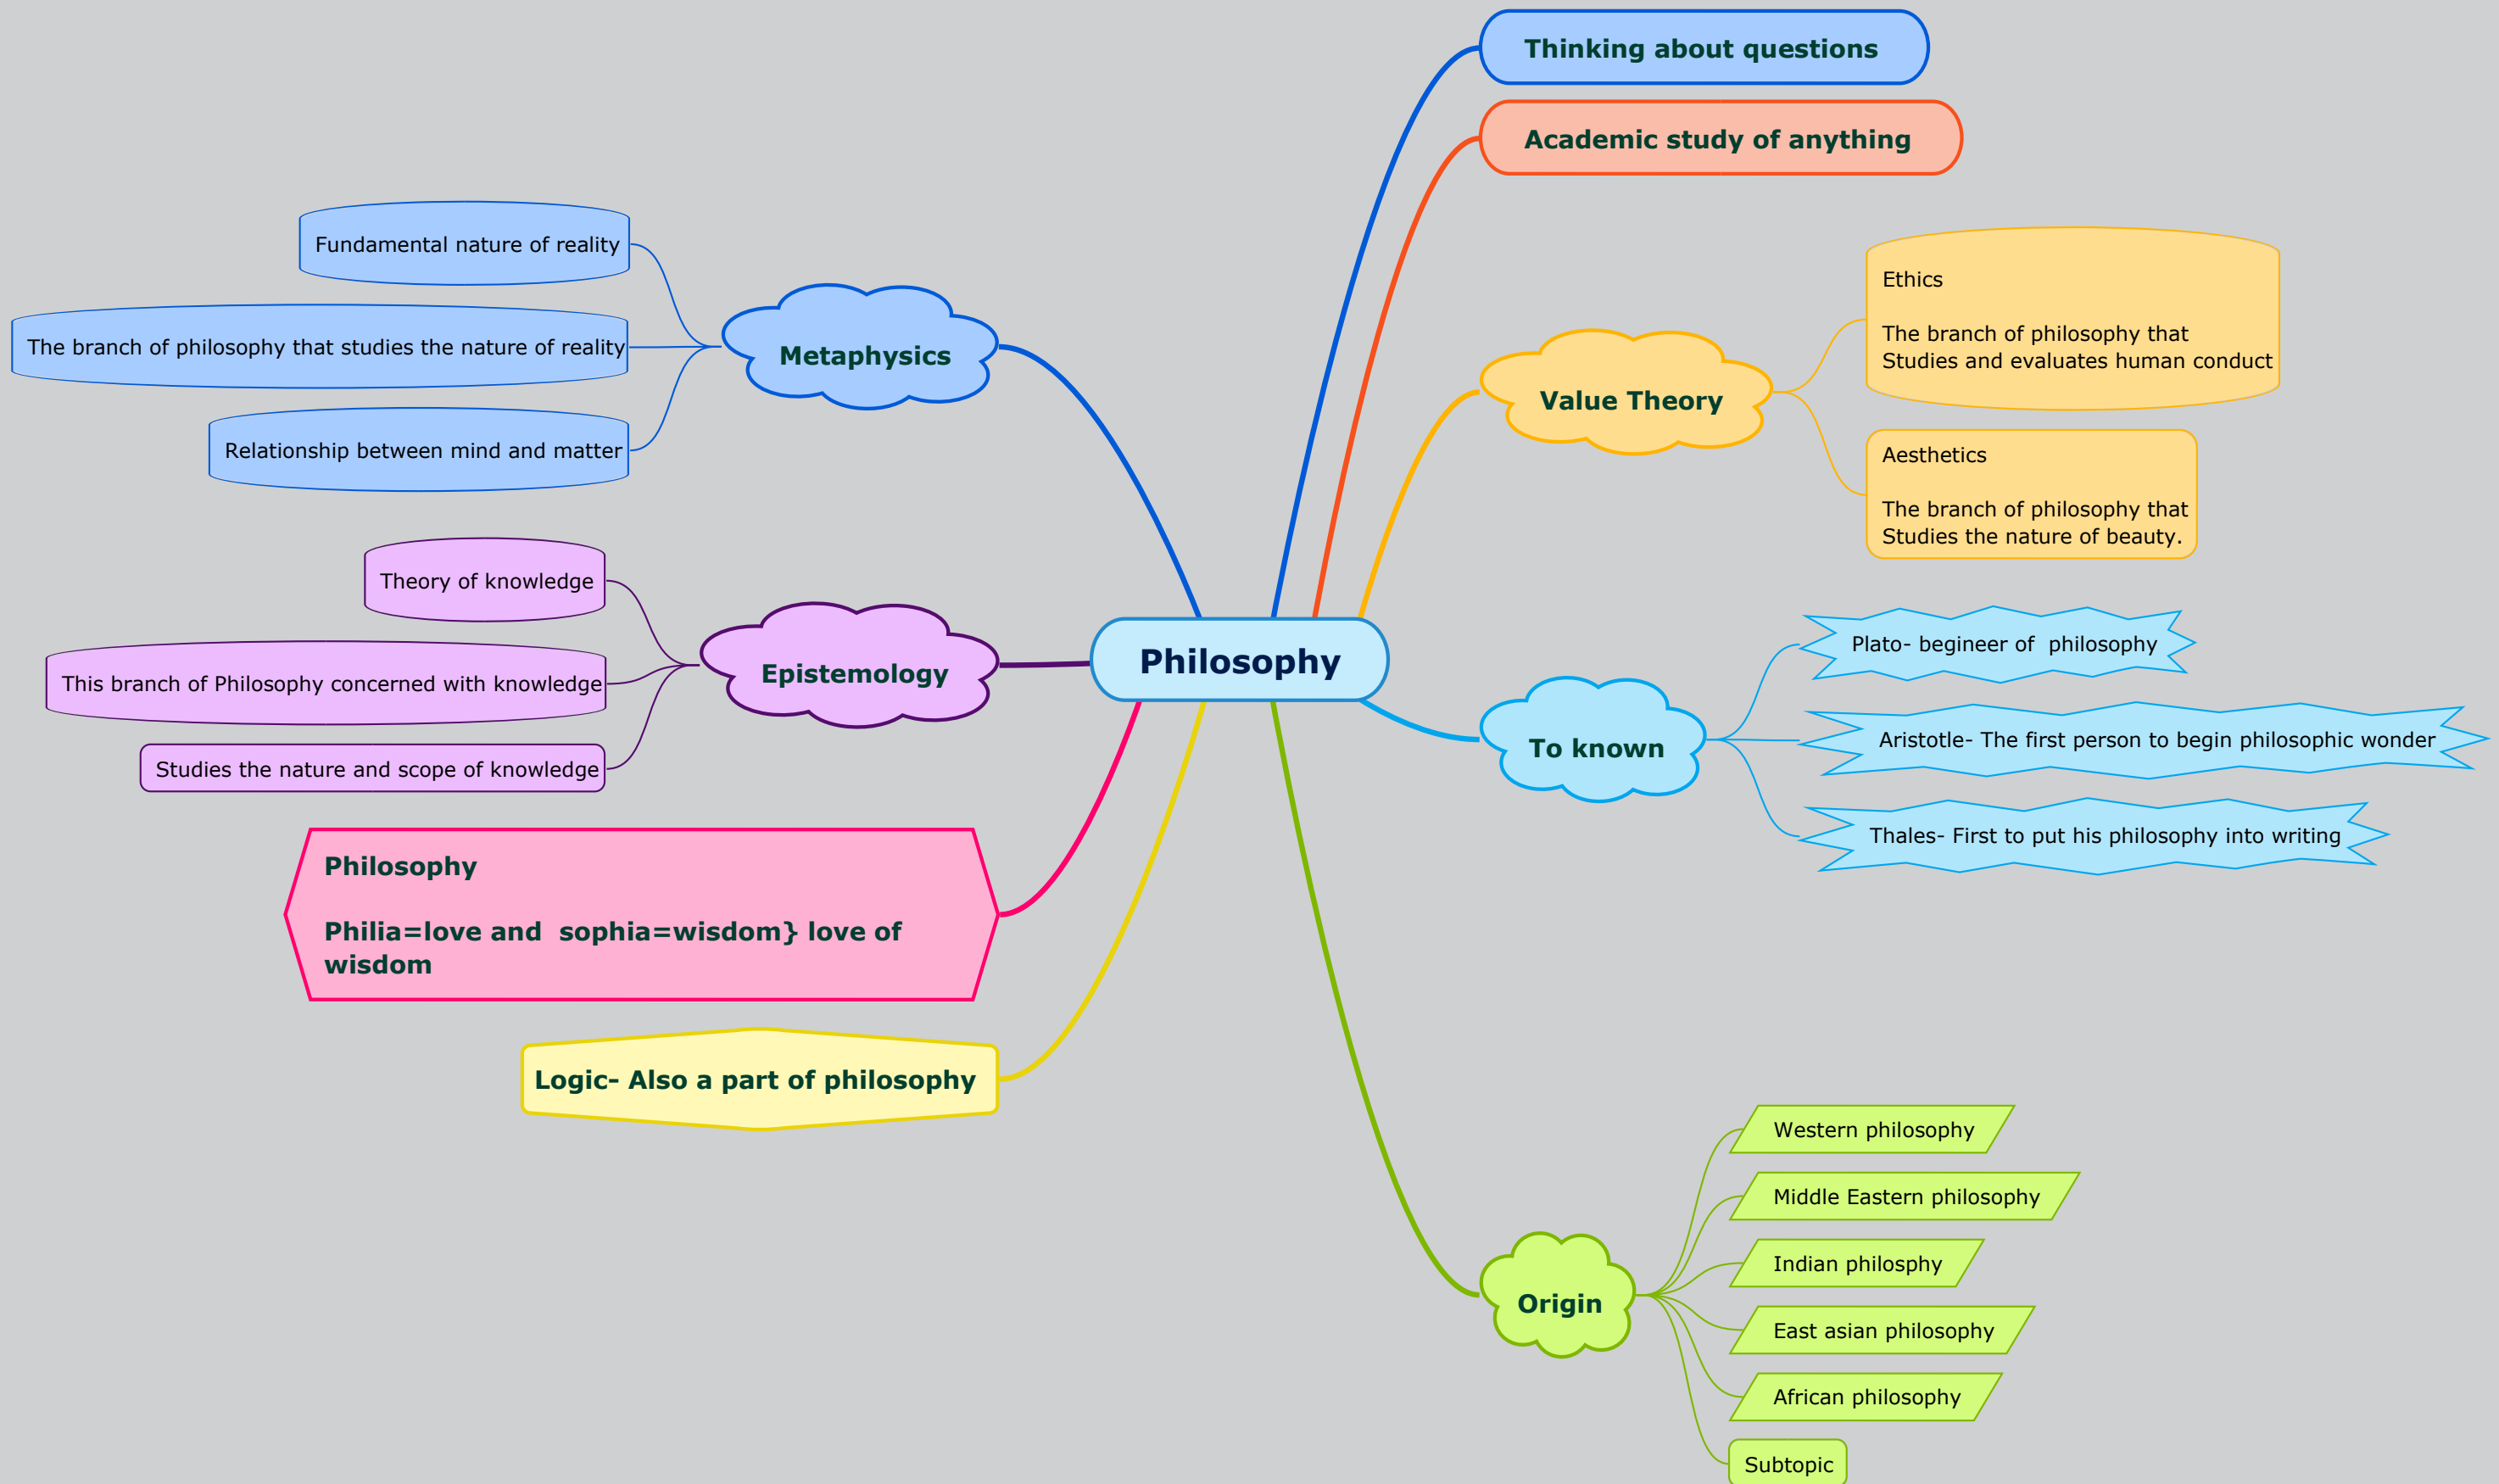 Thinking about questions
Academic study of anything
Fundamental nature of reality
The branch of philosophy that studies the nature of reality
Relationship between mind and matter
Metaphysics
Value Theory
Ethics
The branch of philosophy that
Studies and evaluates human conduct
Aesthetics
The branch of philosophy that
Studies the nature of beauty.
Theory of knowledge
This branch of Philosophy concerned with knowledge
Studies the nature and scope of knowledge
Epistemology
Philosophy
To known
Plato- begineer of  philosophy
Aristotle- The first person to begin philosophic wonder
Thales- First to put his philosophy into writing
Philosophy
Philia=love and  sophia=wisdom} love of
wisdom
Logic- Also a part of philosophy
Origin
Western philosophy
Middle Eastern philosophy
Indian philosphy
East asian philosophy
African philosophy
Subtopic